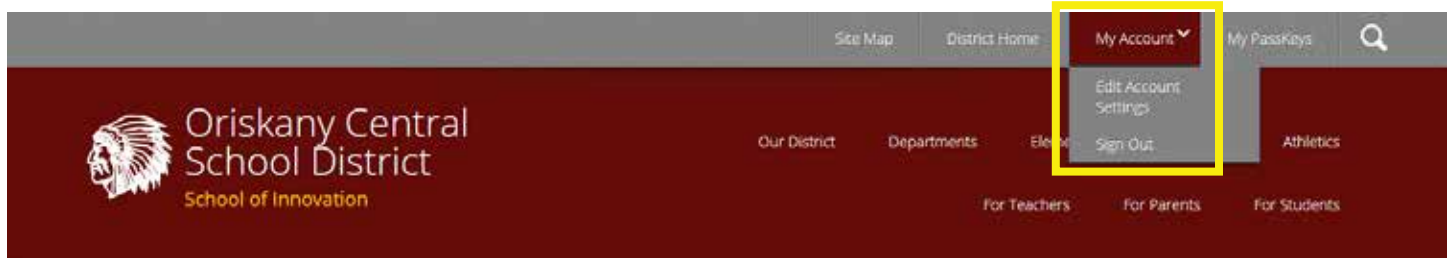 Site Map District Home My Account My PassKeys
Edit Account
Settings
Sign Out
Oriskany Central
School District
School of Innovation
Our District Departments Athletics
For Teachers For Parents For Students